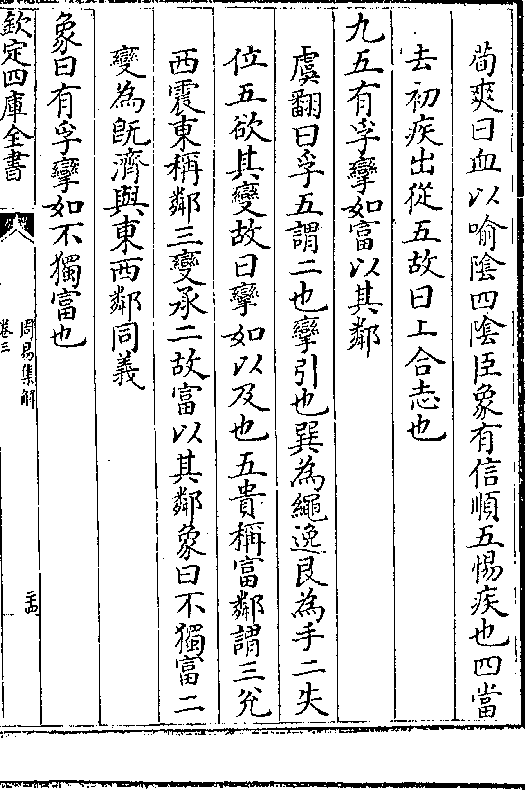 荀爽曰血以喻陰四陰臣象有信順五惕疾也四當
去初疾出從五故曰上合志也
九五有孚攣如富以其鄰
虞翻曰孚五謂二也攣引也巽為繩逸艮為手二失
位五欲其變故曰攣如以及也五貴稱富鄰謂三兊
西震東稱鄰三變承二故富以其鄰象曰不獨富二
變為既濟與東西鄰同義
象曰有孚攣如不獨富也
欽定四庫全書
周易集解
卷三